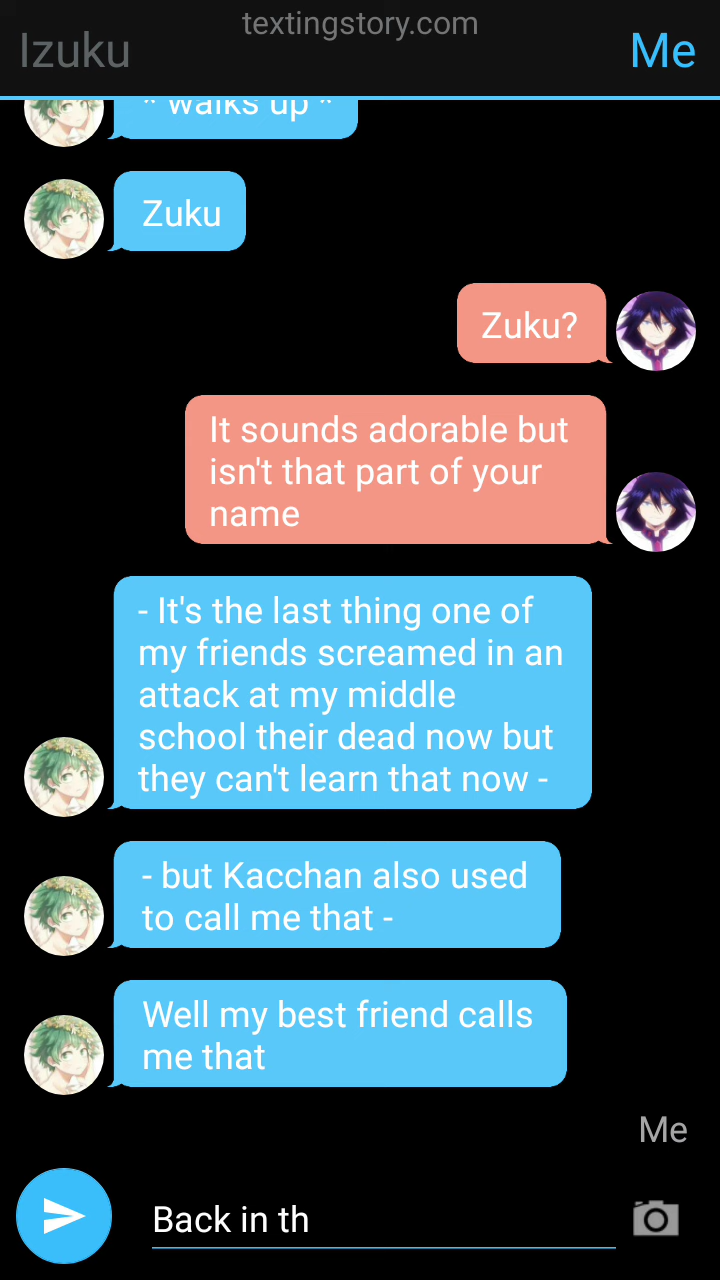 textingstory.com
Izuku
Me
* walks up *
Zuku
Zuku?
It sounds adorable but
isn't that part of your
name
- It's the last thing one of
my friends screamed in an
attack at my middle
school their dead now but
they can't learn that now -
- but Kacchan also used
to call me that -
Well my best friend calls
me that
Me
Back in th